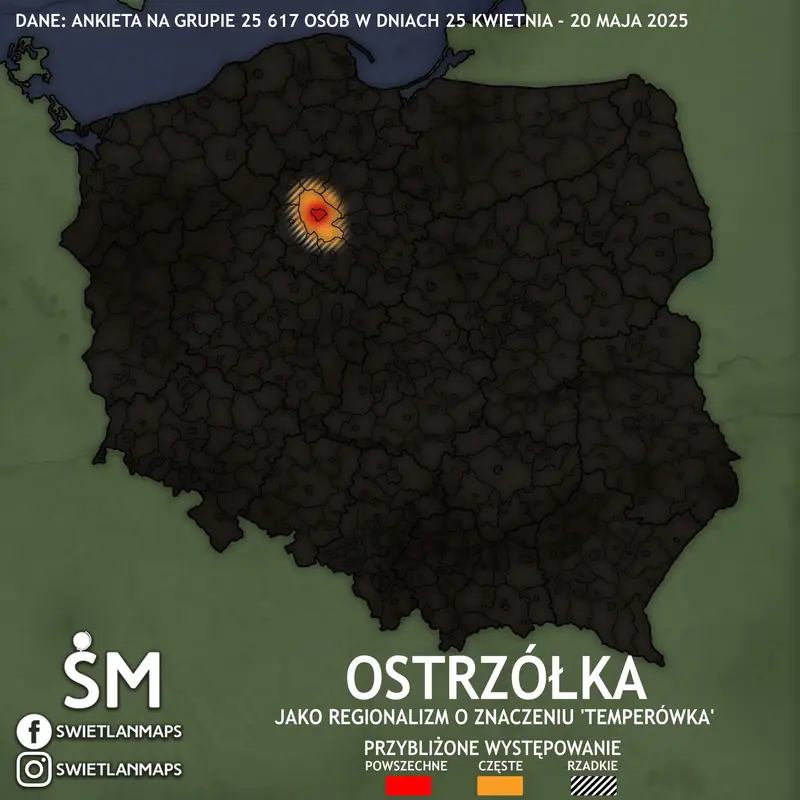 DANE: ANKIETA NA GRUPIE 25 617 OSÓB W DNIACH 25 KWIETNIA - 20 MAJA 2025
ŚM
SWIETLANMAPS
SWIETLANMAPS
OSTRZÓŁKA
JAKO REGIONALIZM O ZNACZENIU 'TEMPERÓWKA'
PRZYBLIŻONE WYSTĘPOWANIE
POWSZECHNE CZĘSTE RZADKIE